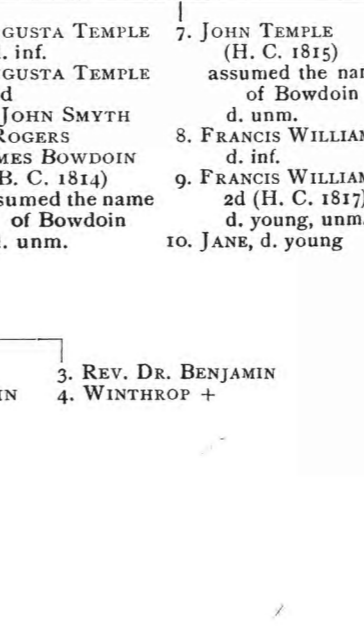 GUSTA TEMPLE
. inf.
GUSTA TEMPLE
d
JOHN SMYTH
ROGERS
MES BOWDOIN
B. C. 1814)
sumed the name
of Bowdoin
. unm.
7. JOHN TEMPLE
(H. C. 1815)
assumed the nam
of Bowdoin
d. unm.
8. FRANCIS WILLIAM
d. inf.
9. FRANCIS WILLIAM
2d (H. C. 1817)
d. young, unm.
10. JANE, d. young
IN
3. REV. DR. BENJAMIN
4. WINTHROP +